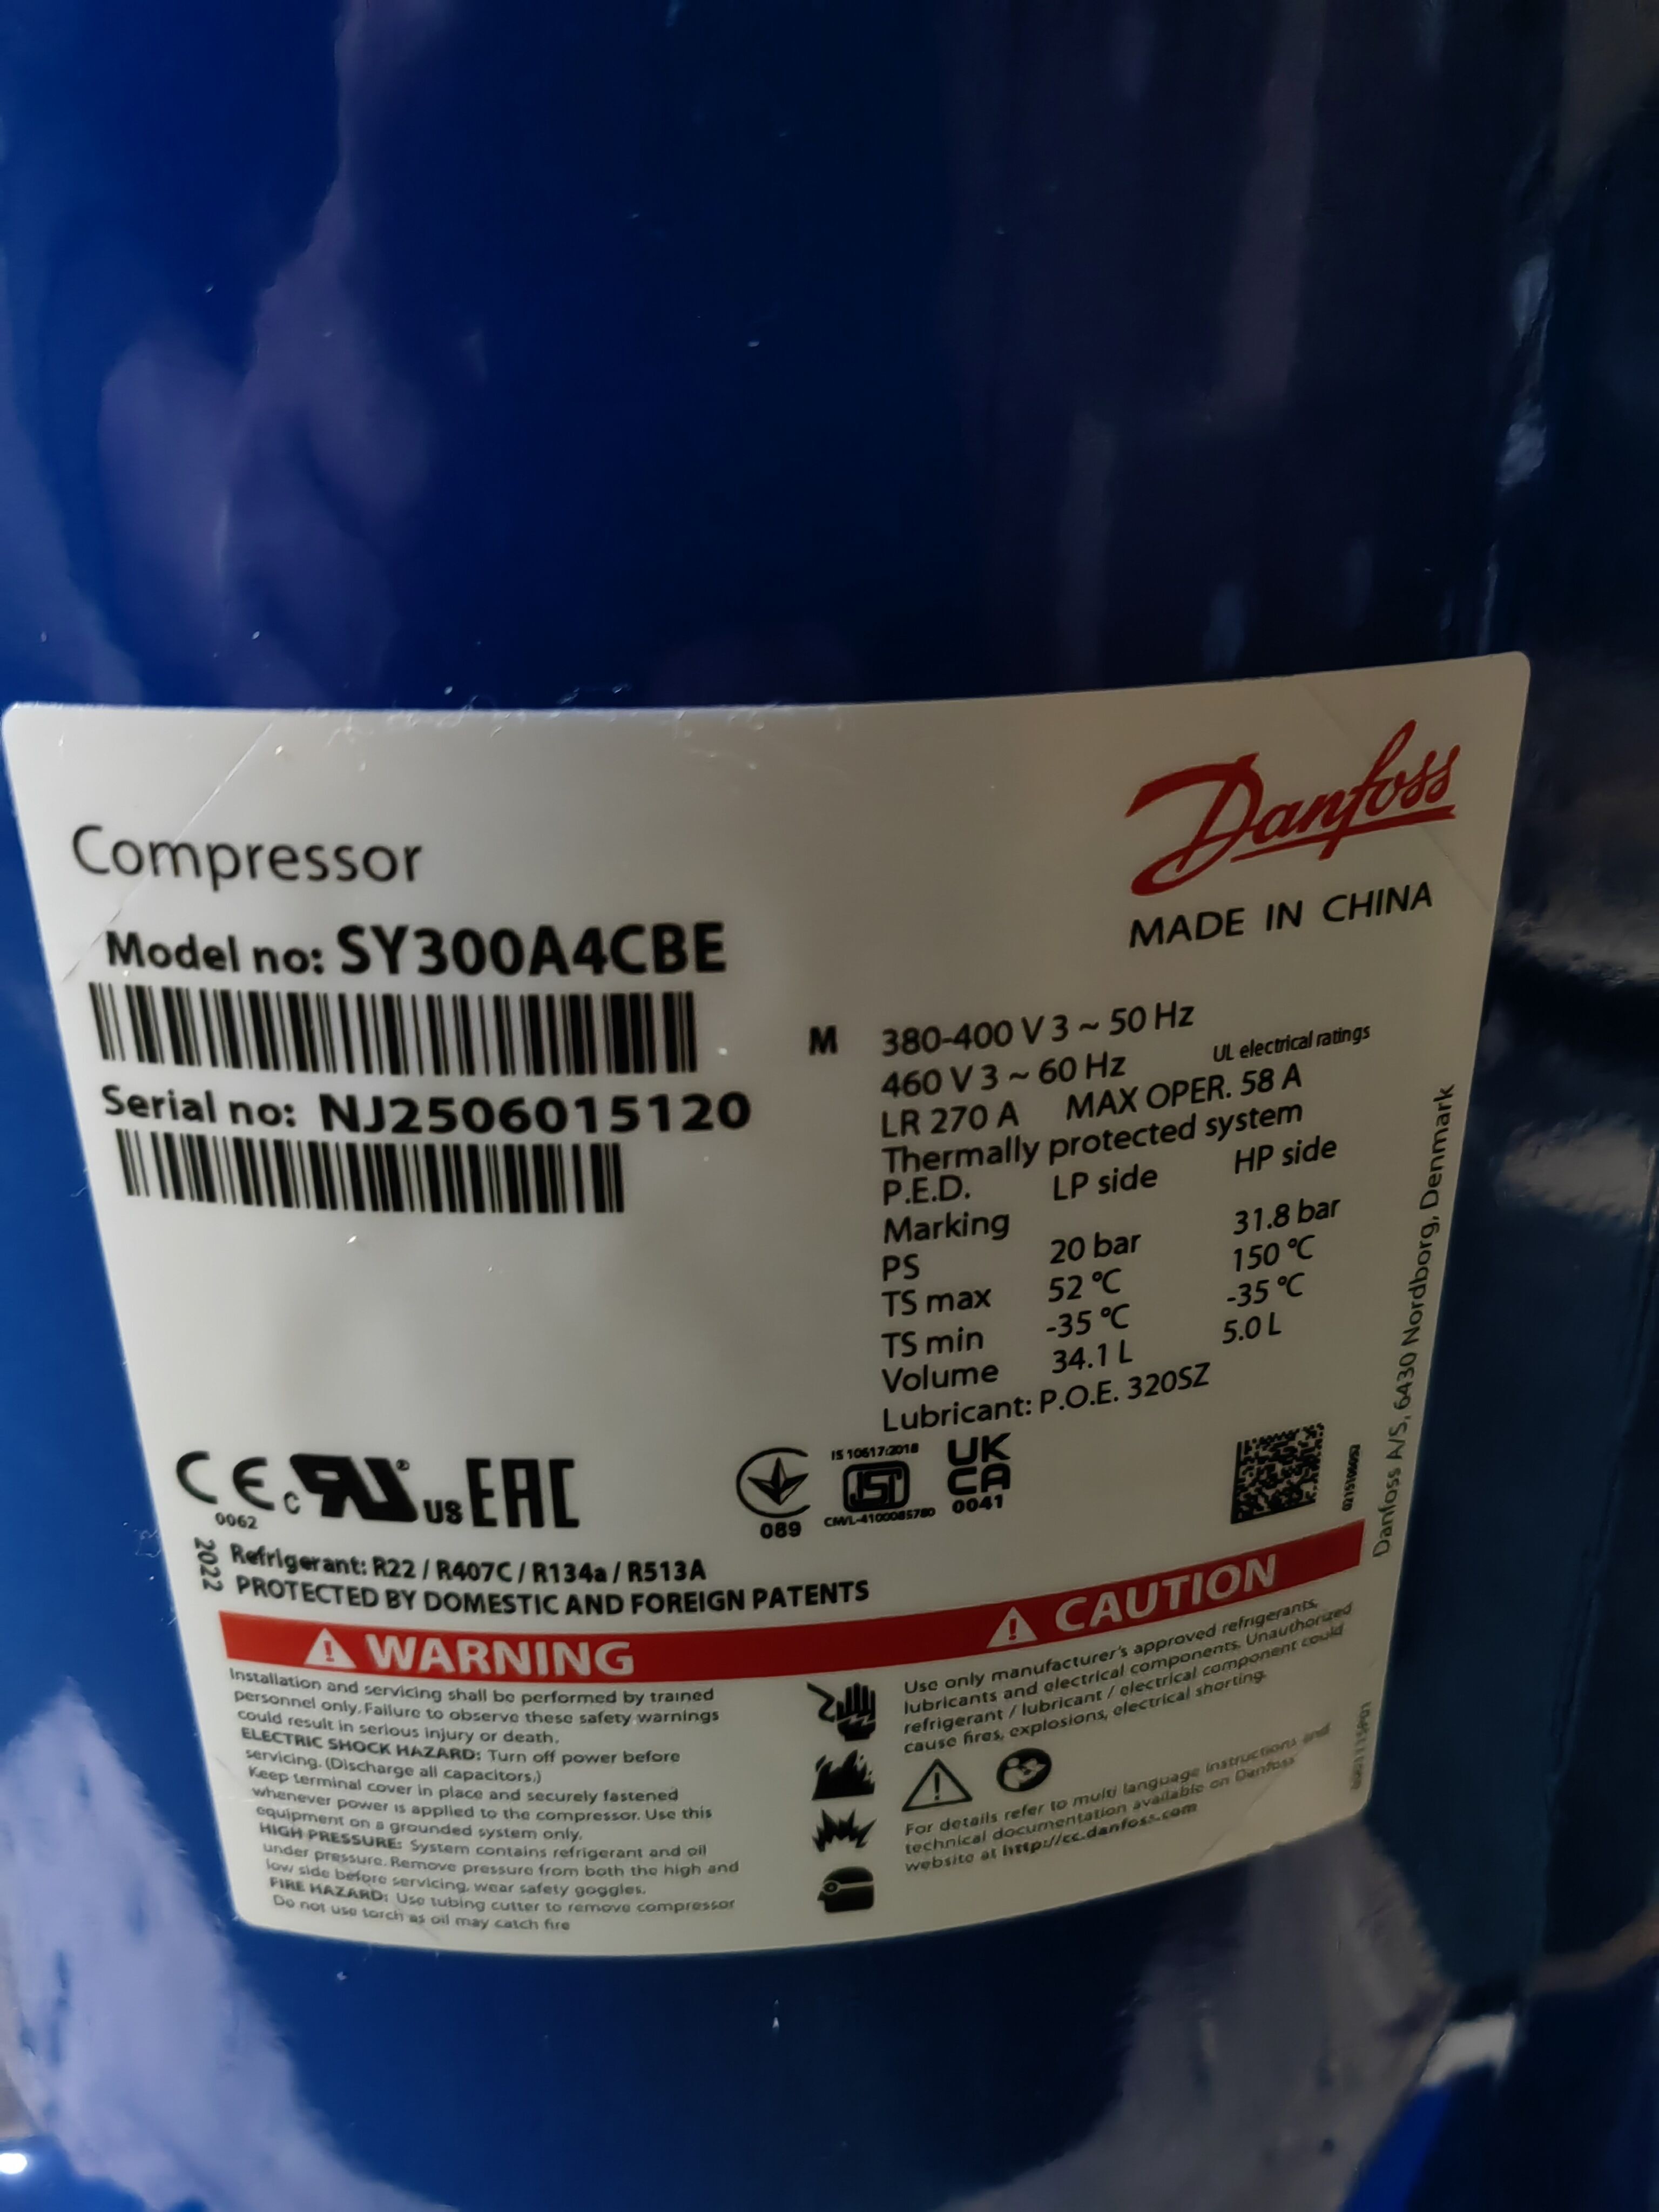 Danfoss
MADE IN CHINA
Compressor
Model no: SY300A4CBE
Serial no: NJ2506015120
M 380-400 V 3 ~ 50 Hz
460 V 3 ~ 60 Hz UL electrical ratings
LR 270 A MAX OPER. 58 A
Thermally protected system
P.E.D. LP side HP side
Marking
PS 20 bar 31.8 bar
TS max 52 °C 150 °C
TS min -35 °C -35 °C
Volume 34.1 L 5.0 L
Lubricant: P.O.E. 320SZ
Danfoss A/S, 6430 Nordborg, Denmark
CE c RU ® US EAC
0062
089
IS 10617:2018
ISI
CM/L-4100085780
UK
CA
0041
2022
Refrigerant: R22 / R407C / R134a / R513A
PROTECTED BY DOMESTIC AND FOREIGN PATENTS
WARNING
Installation and servicing shall be performed by trained
personnel only. Failure to observe these safety warnings
could result in serious injury or death.
ELECTRIC SHOCK HAZARD: Turn off power before
servicing. (Discharge all capacitors.)
Keep terminal cover in place and securely fastened
whenever power is applied to the compressor. Use this
equipment on a grounded system only.
HIGH PRESSURE: System contains refrigerant and oil
under pressure. Remove pressure from both the high and
low side before servicing, wear safety goggles.
FIRE HAZARD: Use tubing cutter to remove compressor
Do not use torch as oil may catch fire
CAUTION
Use only manufacturer's approved refrigerants,
lubricants and electrical components. Unauthorized
refrigerant / lubricant / electrical component could
cause fires, explosions, electrical shorting.
For details refer to multi language instructions and
technical documentation available on Danfoss
website at http://cc.danfoss.com